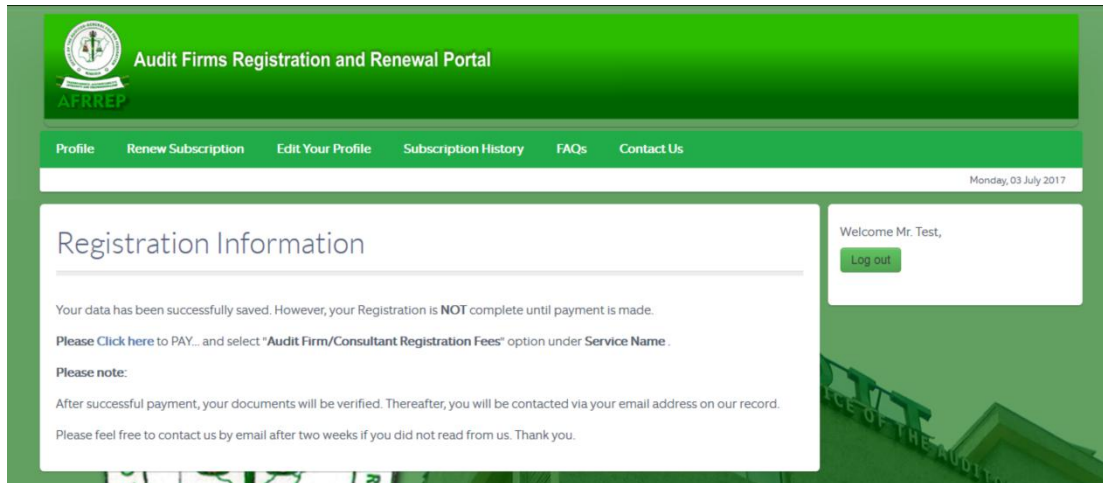 AFRREP
Audit Firms Registration and Renewal Portal
Profile Renew Subscription Edit Your Profile Subscription History FAQs Contact Us
Monday, 03 July 2017
Registration Information
Your data has been successfully saved. However, your Registration is NOT complete until payment is made.
Please Click here to PAY... and select "Audit Firm/Consultant Registration Fees" option under Service Name .
Please note:
After successful payment, your documents will be verified. Thereafter, you will be contacted via your email address on our record.
Please feel free to contact us by email after two weeks if you did not read from us. Thank you.
Welcome Mr. Test,
Log out
OF THE